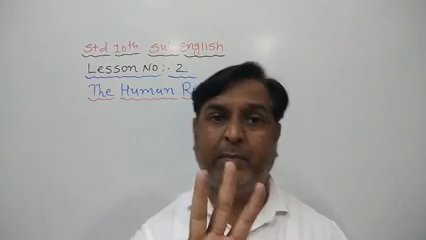 Std 10th Sub English
Lesson No :- 2
The Human